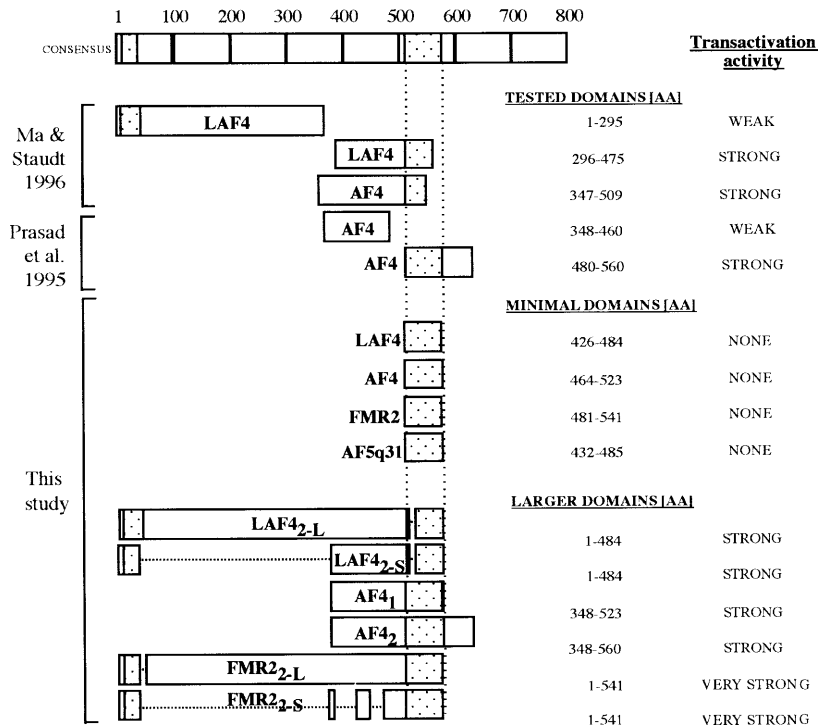 1 100 200 300 400 500 600 700 800
CONSENSUS
Transactivation
activity
TESTED DOMAINS [AA]
Ma &
Staudt
1996
LAF4 1-295 WEAK
LAF4 296-475 STRONG
AF4 347-509 STRONG
Prasad
et al.
1995
AF4 348-460 WEAK
AF4 480-560 STRONG
MINIMAL DOMAINS [AA]
LAF4 426-484 NONE
AF4 464-523 NONE
FMR2 481-541 NONE
AF5q31 432-485 NONE
This
study
LARGER DOMAINS [AA]
LAF42-L 1-484 STRONG
LAF42-S 1-484 STRONG
AF41 348-523 STRONG
AF42 348-560 STRONG
FMR22-L 1-541 VERY STRONG
FMR22-S 1-541 VERY STRONG